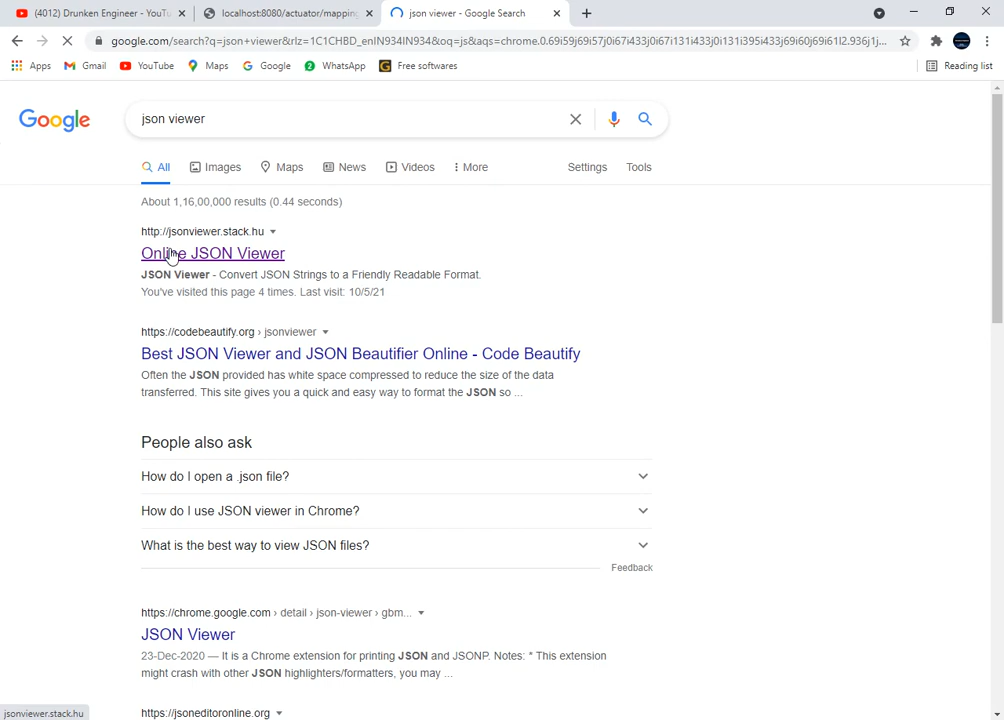 (4012) Drunken Engineer - YouTu
localhost:8080/actuator/mapping
json viewer - Google Search
google.com/search?q=json+viewer&rlz=1C1CHBD_enIN934IN934&oq=js&aqs=chrome.0.69i59j69i57j0i67i433j0i67i131i433j0i131i395i433j69i60j69i61l2.936j1j...
Apps
Gmail
YouTube
Maps
Google
WhatsApp
Free softwares
Reading list
Google
json viewer
All
Images
Maps
News
Videos
More
Settings
Tools
About 1,16,00,000 results (0.44 seconds)
http://jsonviewer.stack.hu
Online JSON Viewer
JSON Viewer - Convert JSON Strings to a Friendly Readable Format.
You've visited this page 4 times. Last visit: 10/5/21
https://codebeautify.org › jsonviewer
Best JSON Viewer and JSON Beautifier Online - Code Beautify
Often the JSON provided has white space compressed to reduce the size of the data
transferred. This site gives you a quick and easy way to format the JSON so ...
People also ask
How do I open a .json file?
How do I use JSON viewer in Chrome?
What is the best way to view JSON files?
Feedback
https://chrome.google.com › detail › json-viewer › gbm...
JSON Viewer
23-Dec-2020 — It is a Chrome extension for printing JSON and JSONP. Notes: * This extension
might crash with other JSON highlighters/formatters, you may ...
https://jsoneditoronline.org
jsonviewer.stack.hu